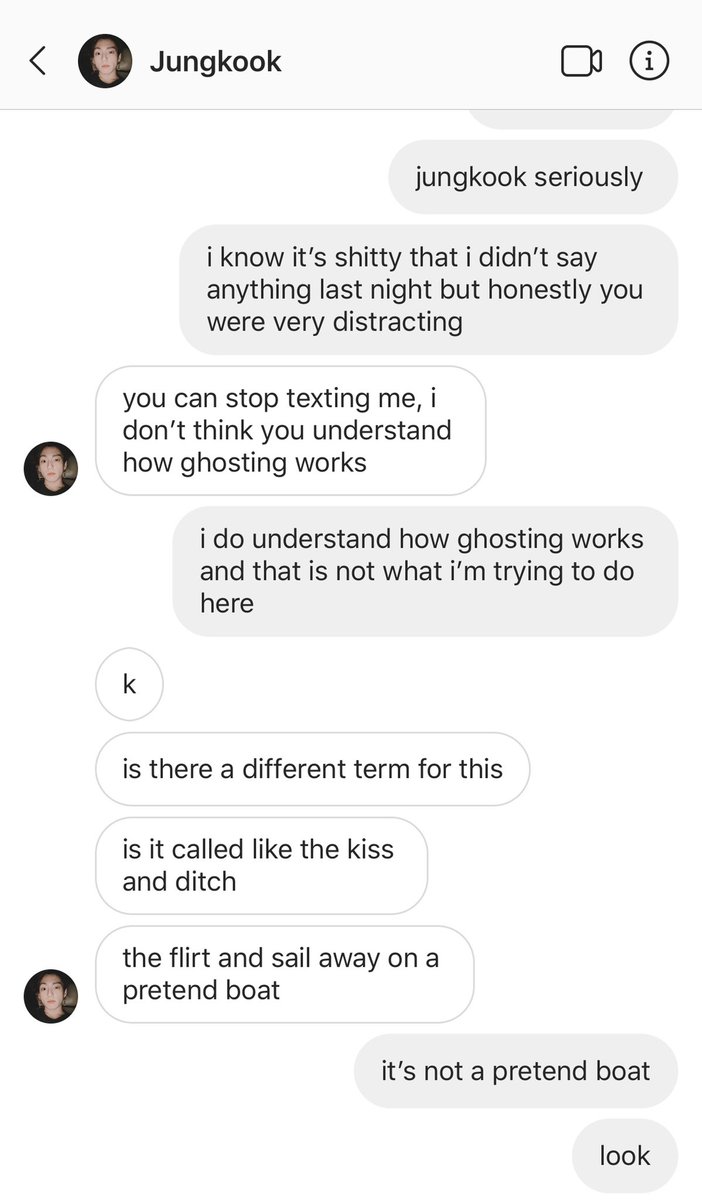 Jungkook
jungkook seriously
i know it’s shitty that i didn’t say
anything last night but honestly you
were very distracting
you can stop texting me, i
don’t think you understand
how ghosting works
i do understand how ghosting works
and that is not what i’m trying to do
here
k
is there a different term for this
is it called like the kiss
and ditch
the flirt and sail away on a
pretend boat
it’s not a pretend boat
look